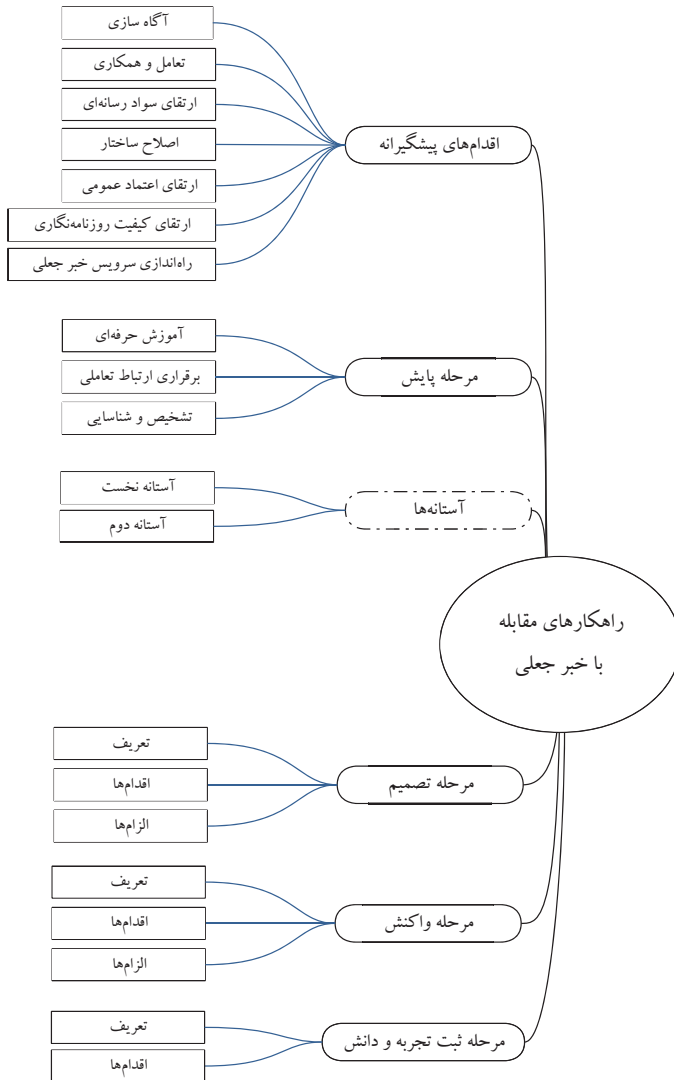 راهکارهای مقابله
با خبر جعلی
اقدام‌های پیشگیرانه
آگاه سازی
تعامل و همکاری
ارتقای سواد رسانه‌ای
اصلاح ساختار
ارتقای اعتماد عمومی
ارتقای کیفیت روزنامه‌نگاری
راه‌اندازی سرویس خبر جعلی
مرحله پایش
آموزش حرفه‌ای
برقراری ارتباط تعاملی
تشخیص و شناسایی
آستانه‌ها
آستانه نخست
آستانه دوم
مرحله تصمیم
تعریف
اقدام‌ها
الزام‌ها
مرحله واکنش
تعریف
اقدام‌ها
الزام‌ها
مرحله ثبت تجربه و دانش
تعریف
اقدام‌ها